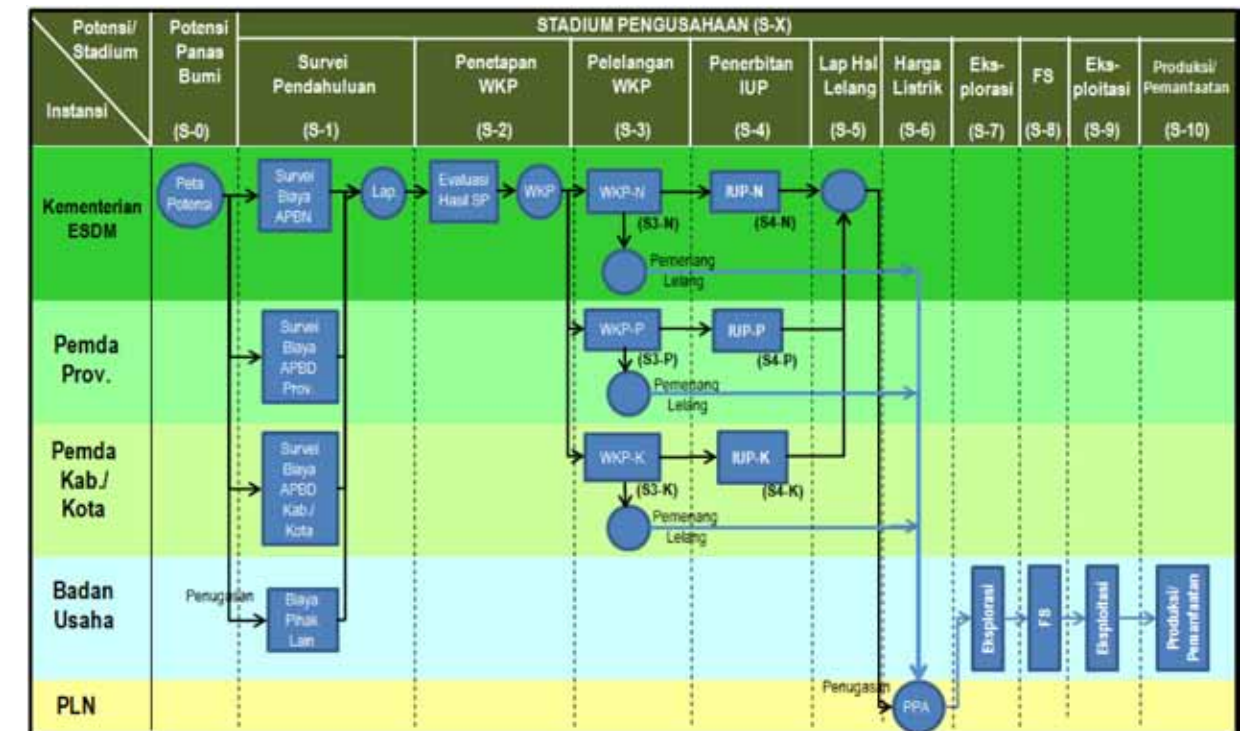 Potensi/
Stadium
Instansi
Potensi
Panas
Bumi
(S-0)
STADIUM PENGUSAHAAN (S-X)
Survei
Pendahuluan
(S-1)
Penetapan
WKP
(S-2)
Pelelangan
WKP
(S-3)
Penerbitan
IUP
(S-4)
Lap Hsl
Lelang
(S-5)
Harga
Listrik
(S-6)
Eks-
plorasi
(S-7)
FS
(S-8)
Eks-
ploitasi
(S-9)
Produksi/
Pemanfaatan
(S-10)
Kementerian
ESDM
Peta
Potensi
Survei
Biaya
APBN
Lap.
Evaluasi
Hasil SP
WKP
WKP-N
(S3-N)
IUP-N
(S4-N)
Pemenang
Lelang
Pemda
Prov.
Survei
Biaya
APBD
Prov.
WKP-P
(S3-P)
IUP-P
(S4-P)
Pemenang
Lelang
Pemda
Kab./
Kota
Survei
Biaya
APBD
Kab./
Kota
WKP-K
(S3-K)
IUP-K
(S4-K)
Pemenang
Lelang
Badan
Usaha
Penugasan
Biaya
Pihak
Lain
Eksplorasi
FS
Eksploitasi
Produksi/
Pemanfaatan
PLN
Penugasan
PPA